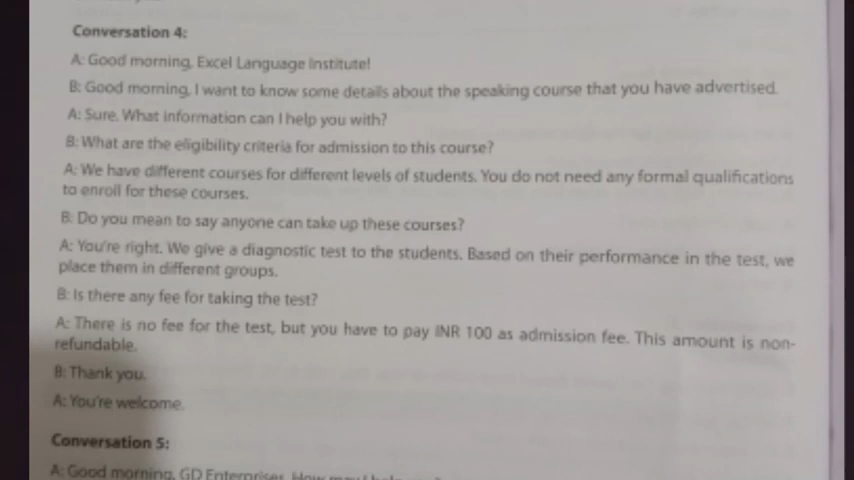 Conversation 4:
A: Good morning, Excel Language Institute!
B: Good morning, I want to know some details about the speaking course that you have advertised.
A: Sure. What information can I help you with?
B: What are the eligibility criteria for admission to this course?
A: We have different courses for different levels of students. You do not need any formal qualifications
to enroll for these courses.
B: Do you mean to say anyone can take up these courses?
A: You're right. We give a diagnostic test to the students. Based on their performance in the test, we
place them in different groups.
B: Is there any fee for taking the test?
A: There is no fee for the test, but you have to pay INR 100 as admission fee. This amount is non-
refundable.
B: Thank you.
A: You're welcome.
Conversation 5:
A: Good morning, GD Enterprises. How may I help